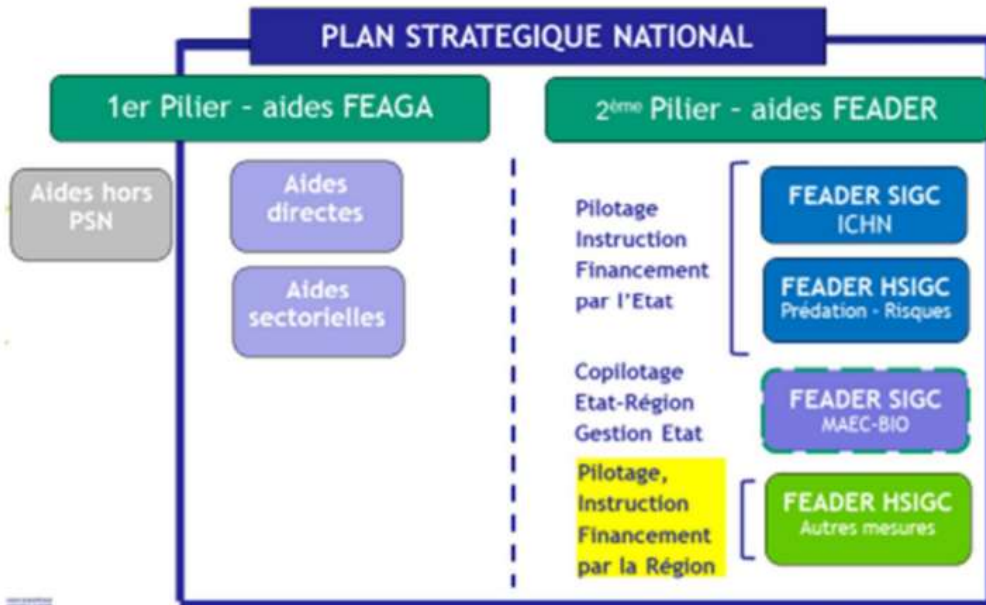 PLAN STRATEGIQUE NATIONAL
1er Pilier - aides FEAGA
2ème Pilier - aides FEADER
Aides hors
PSN
Aides
directes
Aides
sectorielles
Pilotage
Instruction
Financement
par l'Etat
FEADER SIGC
ICHN
FEADER HSIGC
Prédation - Risques
Copilotage
Etat-Région
Gestion Etat
FEADER SIGC
MAEC-BIO
Pilotage,
Instruction
Financement
par la Région
FEADER HSIGC
Autres mesures